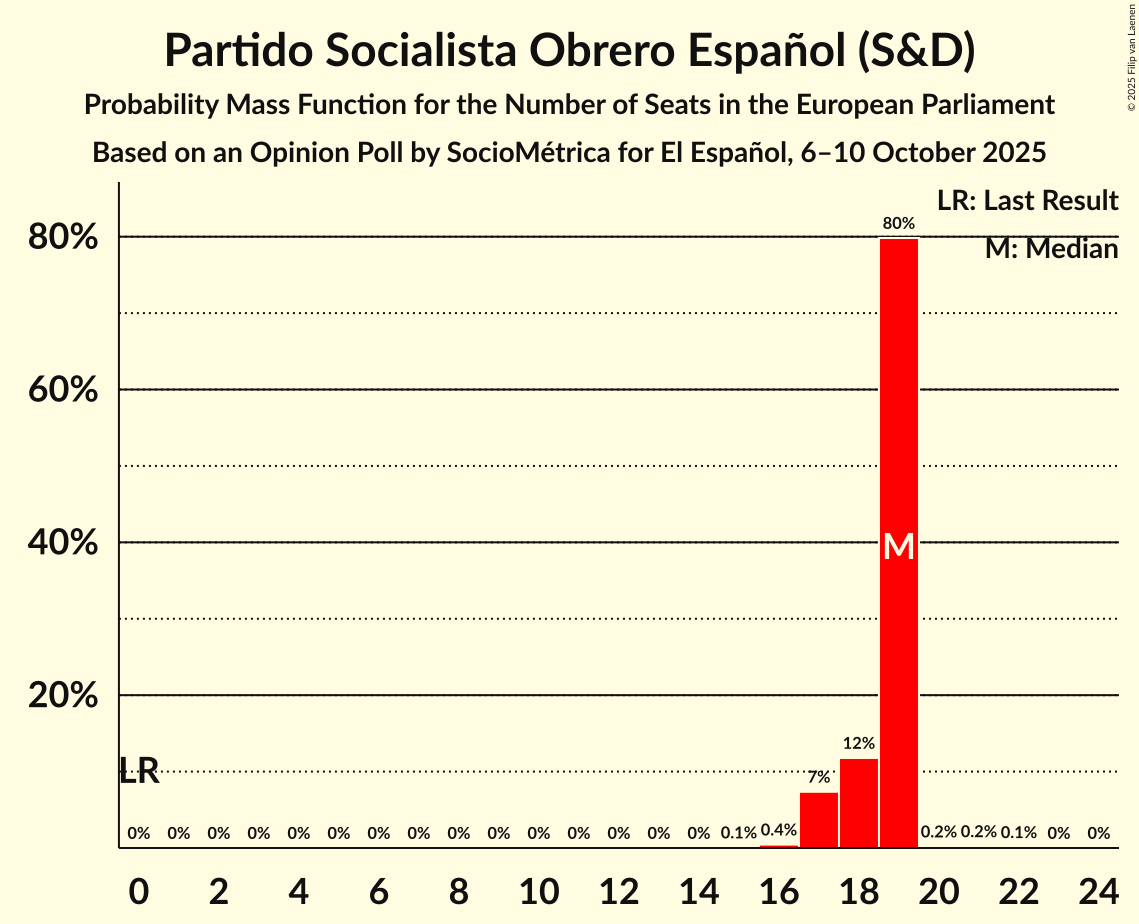 Partido Socialista Obrero Español (S&D)
Probability Mass Function for the Number of Seats in the European Parliament
Based on an Opinion Poll by SocioMétrica for El Español, 6–10 October 2025
© 2025 Filip van Laenen
LR: Last Result
M: Median
80%
60%
40%
20%
80%
M
12%
7%
LR
0% 0% 0% 0% 0% 0% 0% 0% 0% 0% 0% 0% 0% 0% 0% 0.1% 0.4% 0.2% 0.2% 0.1% 0% 0%
0 2 4 6 8 10 12 14 16 18 20 22 24